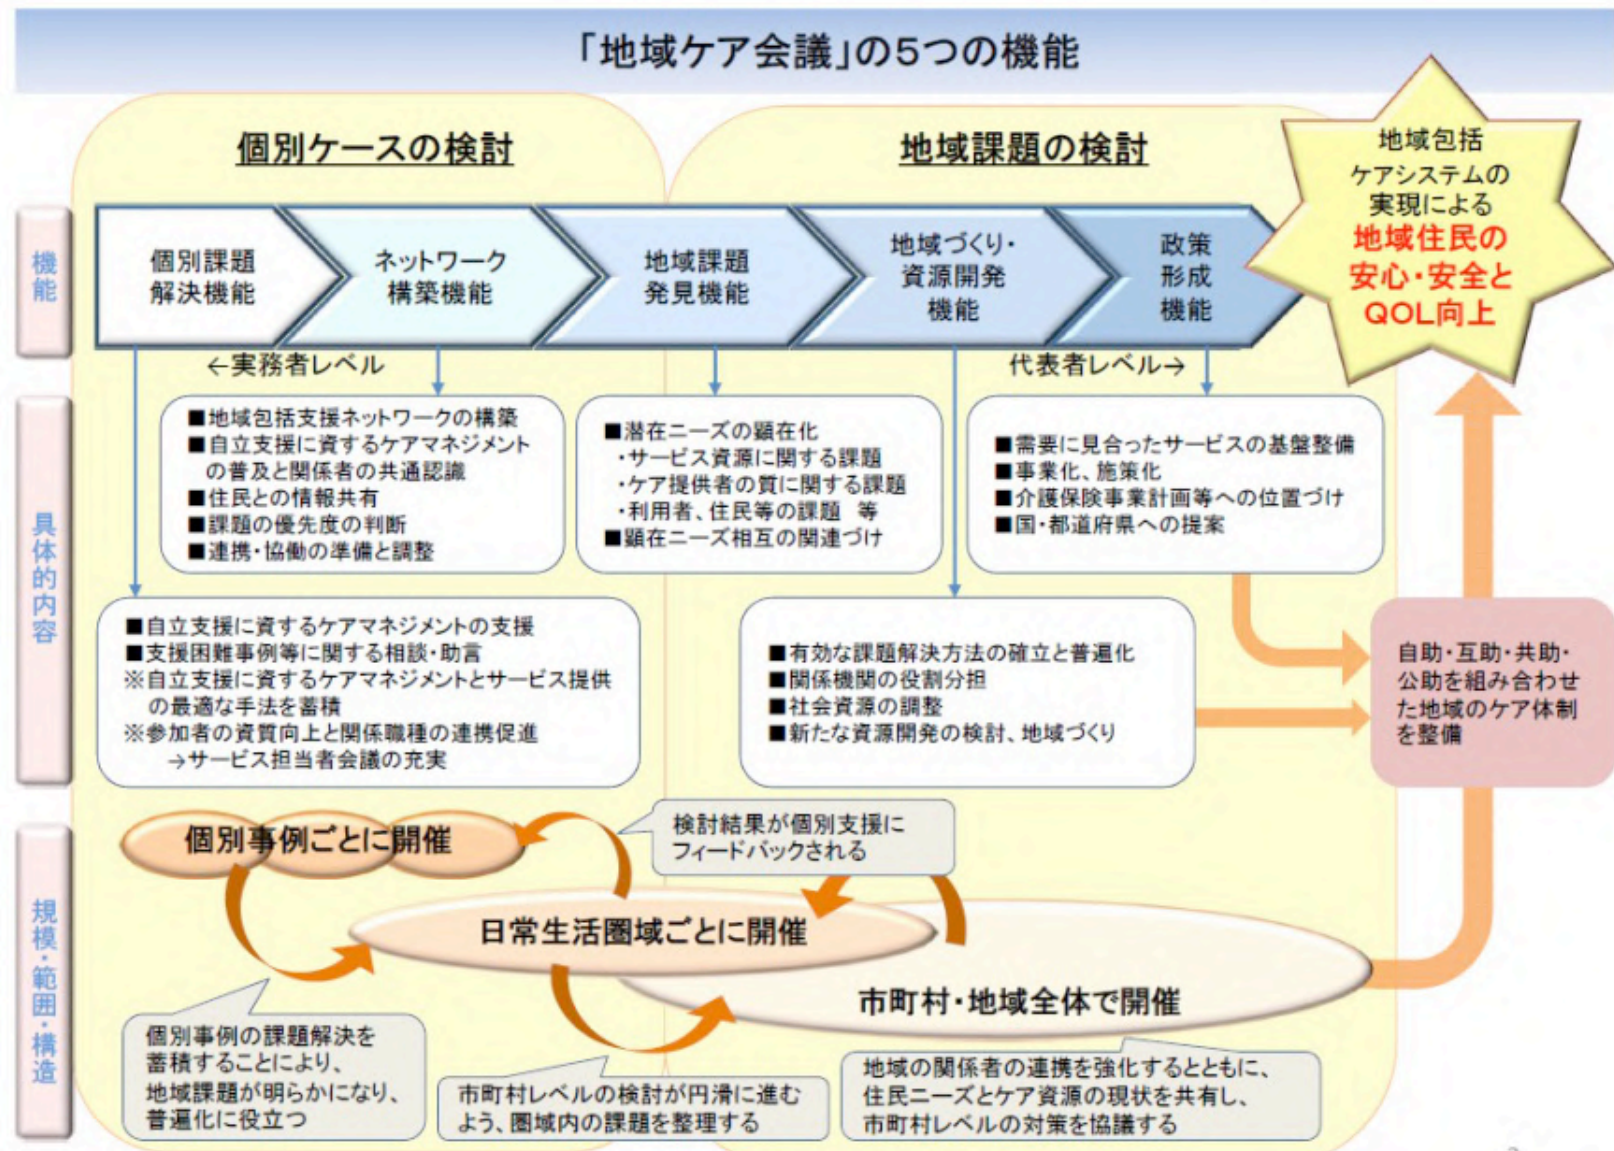 「地域ケア会議」の5つの機能
個別ケースの検討
地域課題の検討
地域包括
ケアシステムの
実現による
地域住民の
安心・安全と
QOL向上
機能
個別課題
解決機能
ネットワーク
構築機能
地域課題
発見機能
地域づくり・
資源開発
機能
政策
形成
機能
←実務者レベル
代表者レベル→
具体的内容
■地域包括支援ネットワークの構築
■自立支援に資するケアマネジメント
の普及と関係者の共通認識
■住民との情報共有
■課題の優先度の判断
■連携・協働の準備と調整
■潜在ニーズの顕在化
・サービス資源に関する課題
・ケア提供者の質に関する課題
・利用者、住民等の課題 等
■顕在ニーズ相互の関連づけ
■需要に見合ったサービスの基盤整備
■事業化、施策化
■介護保険事業計画等への位置づけ
■国・都道府県への提案
■自立支援に資するケアマネジメントの支援
■支援困難事例等に関する相談・助言
※自立支援に資するケアマネジメントとサービス提供
の最適な手法を蓄積
※参加者の資質向上と関係職種の連携促進
→サービス担当者会議の充実
■有効な課題解決方法の確立と普遍化
■関係機関の役割分担
■社会資源の調整
■新たな資源開発の検討、地域づくり
自助・互助・共助・
公助を組み合わせ
た地域のケア体制
を整備
規模・範囲・構造
個別事例ごとに開催
検討結果が個別支援に
フィードバックされる
日常生活圏域ごとに開催
市町村・地域全体で開催
個別事例の課題解決を
蓄積することにより、
地域課題が明らかになり、
普遍化に役立つ
市町村レベルの検討が円滑に進む
よう、圏域内の課題を整理する
地域の関係者の連携を強化するとともに、
住民ニーズとケア資源の現状を共有し、
市町村レベルの対策を協議する